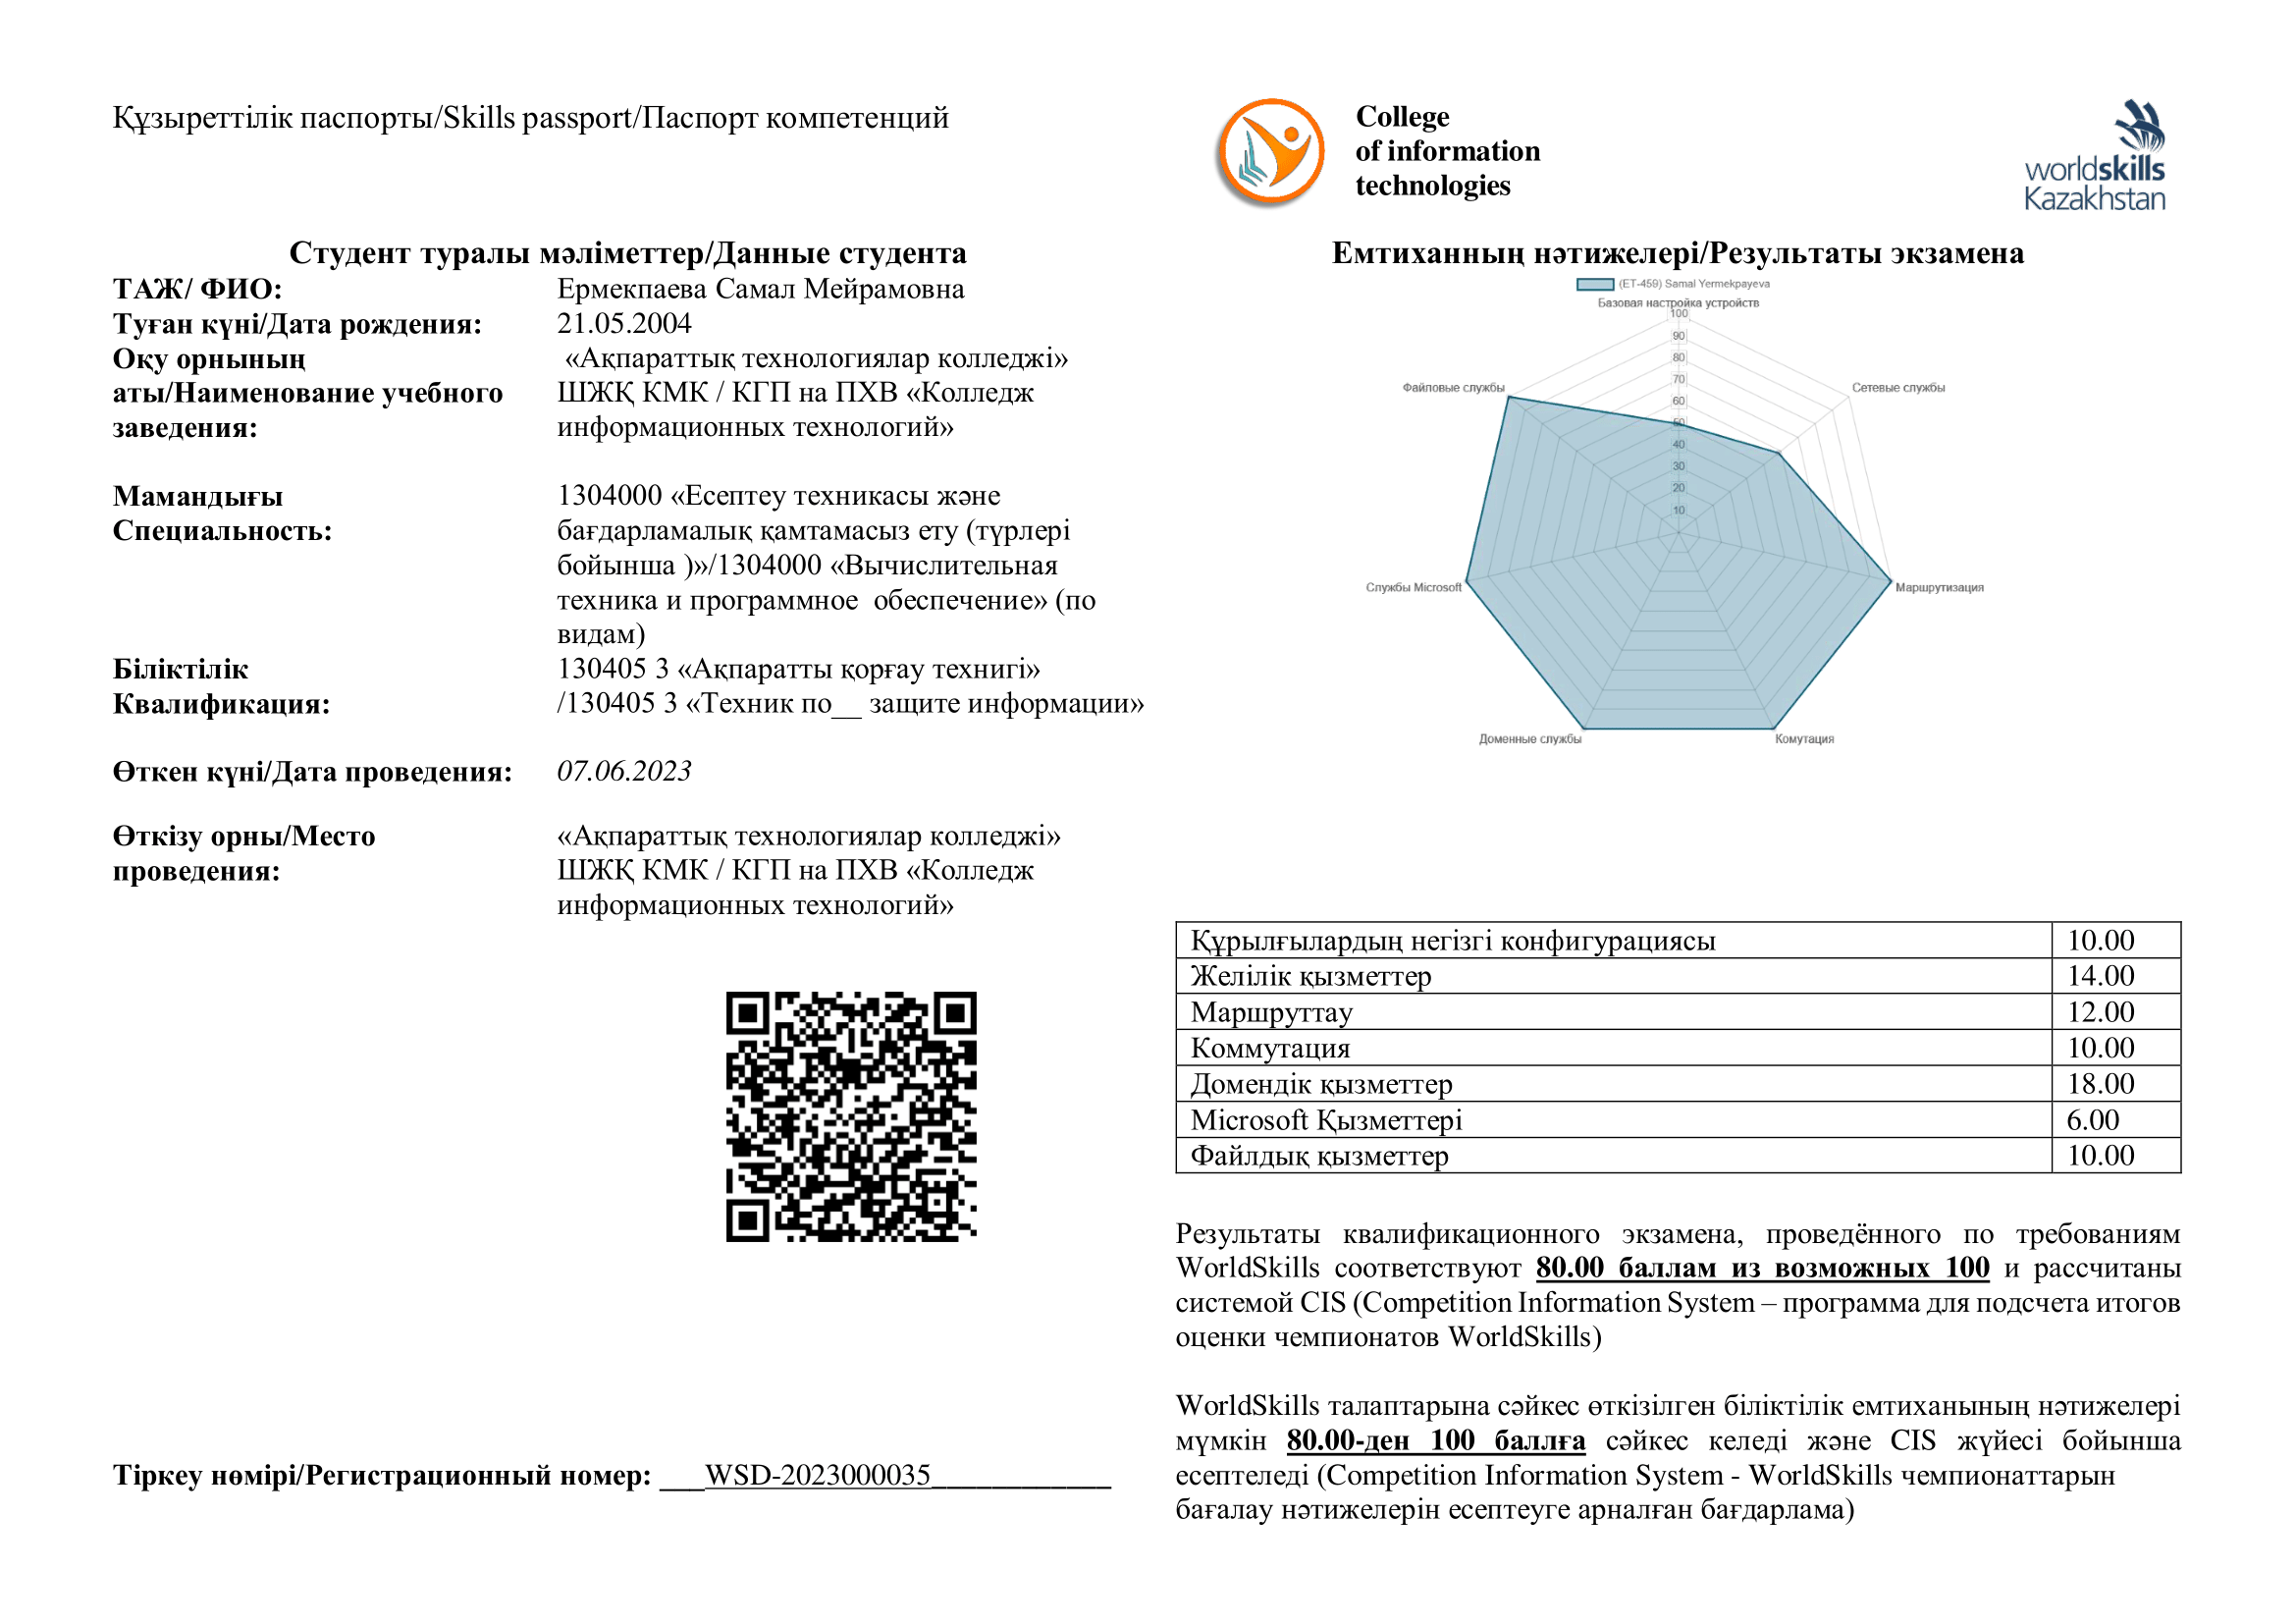 Құзыреттілік паспорты/Skills passport/Паспорт компетенций
College
of information
technologies
worldskills
Kazakhstan
Студент туралы мәліметтер/Данные студента
ТАЖ/ ФИО: Ермекпаева Самал Мейрамовна
Туған күні/Дата рождения: 21.05.2004
Оқу орнының «Ақпараттық технологиялар колледжі»
аты/Наименование учебного ШЖҚ КМК / КГП на ПХВ «Колледж
заведения: информационных технологий»
Мамандығы 1304000 «Есептеу техникасы және
Специальность: бағдарламалық қамтамасыз ету (түрлері
бойынша )»/1304000 «Вычислительная
техника и программное обеспечение» (по
видам)
Біліктілік 130405 3 «Ақпаратты қорғау технигі»
Квалификация: /130405 3 «Техник по__ защите информации»
Өткен күні/Дата проведения: 07.06.2023
Өткізу орны/Место «Ақпараттық технологиялар колледжі»
проведения: ШЖҚ КМК / КГП на ПХВ «Колледж
информационных технологий»
Тіркеу нөмірі/Регистрационный номер: ___WSD-2023000035____________
Емтиханның нәтижелері/Результаты экзамена
(ET-459) Samal Yermekpayeva
Базовая настройка устройств
100
90
80
70
60
50
40
30
20
10
Файловые службы
Сетевые службы
Службы Microsoft
Маршрутизация
Доменные службы
Комутация
Құрылғылардың негізгі конфигурациясы 10.00
Желілік қызметтер 14.00
Маршруттау 12.00
Коммутация 10.00
Домендік қызметтер 18.00
Microsoft Қызметтері 6.00
Файлдық қызметтер 10.00
Результаты квалификационного экзамена, проведённого по требованиям
WorldSkills соответствуют 80.00 баллам из возможных 100 и рассчитаны
системой CIS (Competition Information System – программа для подсчета итогов
оценки чемпионатов WorldSkills)
WorldSkills талаптарына сәйкес өткізілген біліктілік емтиханының нәтижелері
мүмкін 80.00-ден 100 баллға сәйкес келеді және CIS жүйесі бойынша
есептеледі (Competition Information System - WorldSkills чемпионаттарын
бағалау нәтижелерін есептеуге арналған бағдарлама)